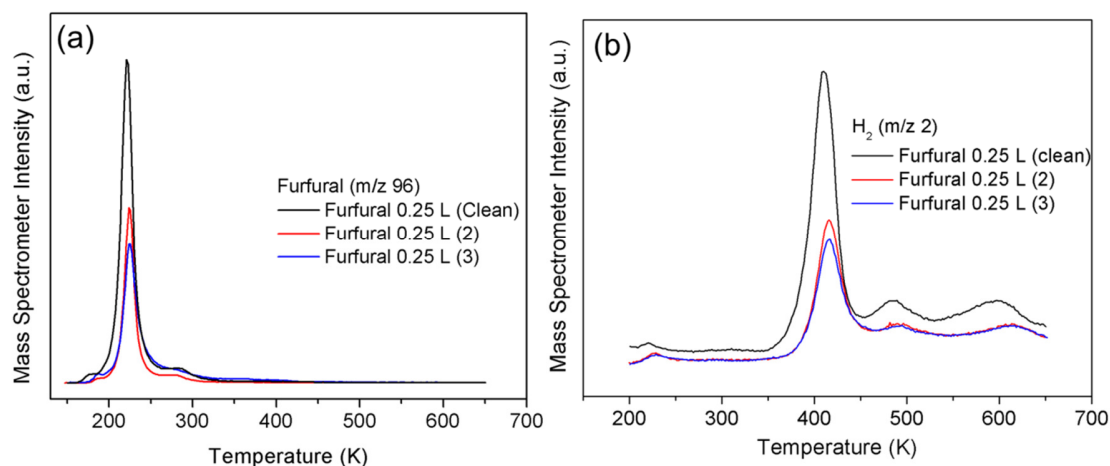 (a)
Mass Spectrometer Intensity (a.u.)
Furfural (m/z 96)
Furfural 0.25 L (Clean)
Furfural 0.25 L (2)
Furfural 0.25 L (3)
200 300 400 500 600 700
Temperature (K)
(b)
Mass Spectrometer Intensity (a.u.)
H₂ (m/z 2)
Furfural 0.25 L (clean)
Furfural 0.25 L (2)
Furfural 0.25 L (3)
200 300 400 500 600 700
Temperature (K)